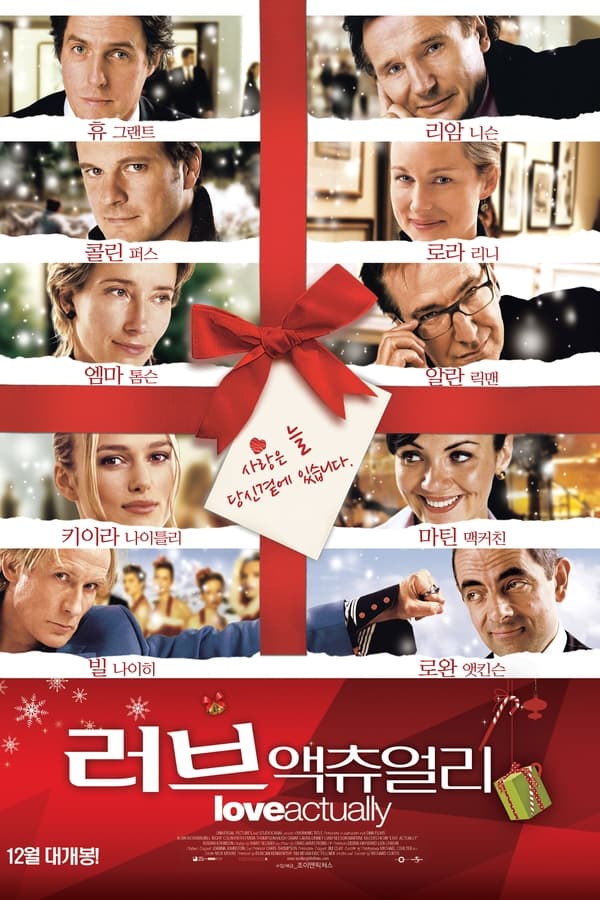 휴 그랜트
리암 니슨
콜린 퍼스
로라 리니
엠마 톰슨
알란 릭맨
사랑은 늘
당신곁에 있습니다.
키이라 나이틀리
마틴 맥커친
빌 나이히
로완 앳킨슨
러브 액츄얼리
love actually
12월 대개봉!